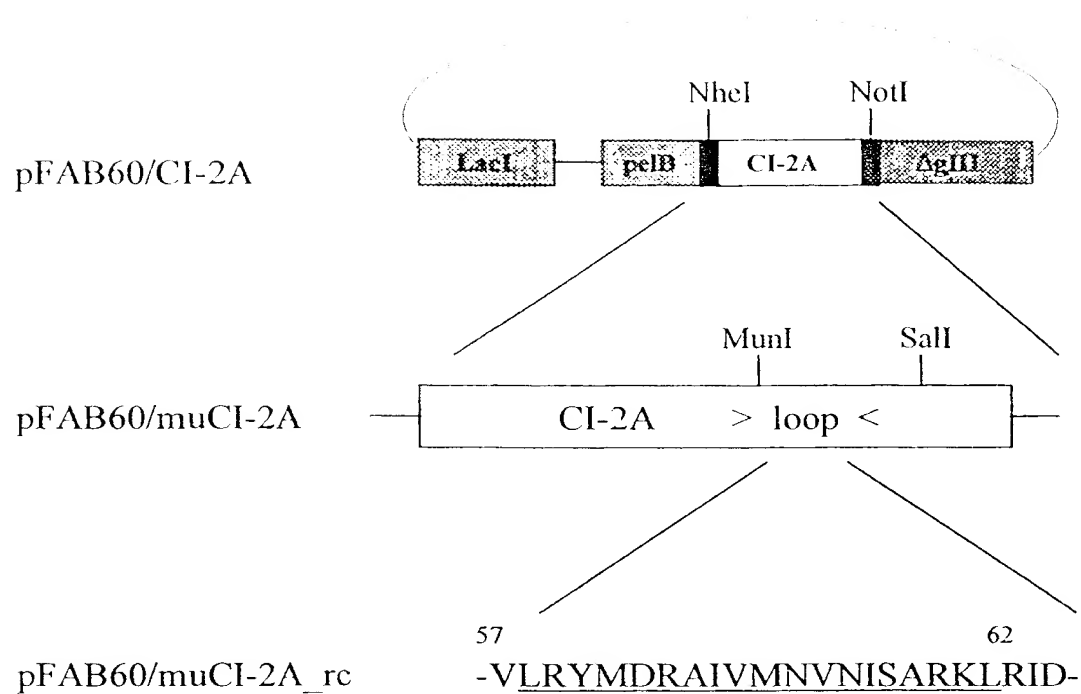 NheI NotI
pFAB60/CI-2A LacI pelB CI-2A ΔgIII
MunI SalI
pFAB60/muCI-2A CI-2A > loop <
57 62
pFAB60/muCI-2A_rc -VLRYMDRAIVMNVNISARKLRID-